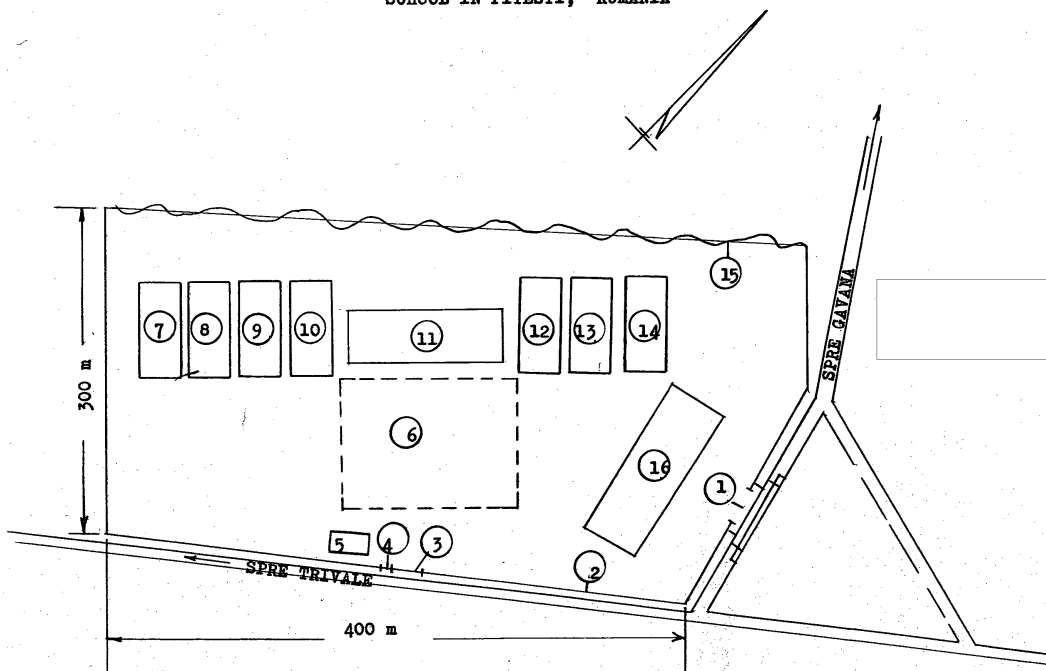 SCHOOL IN PITESTI, ROMANIA
15
7 8 9 10 11 12 13 14
SPRE GAVANA
300 m
6
16
1
5 4 3
2
SPRE TRIVALE
400 m